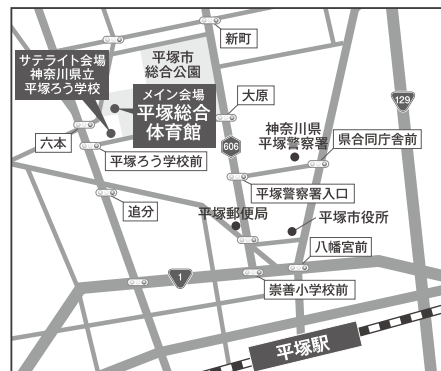 新町
129
平塚市
総合公園
サテライト会場
神奈川県立
平塚ろう学校
メイン会場
平塚総合
体育館
大原
606
神奈川県
平塚警察署
県合同庁舎前
六本
平塚ろう学校前
平塚警察署入口
追分
平塚郵便局
平塚市役所
八幡宮前
1
崇善小学校前
平塚駅